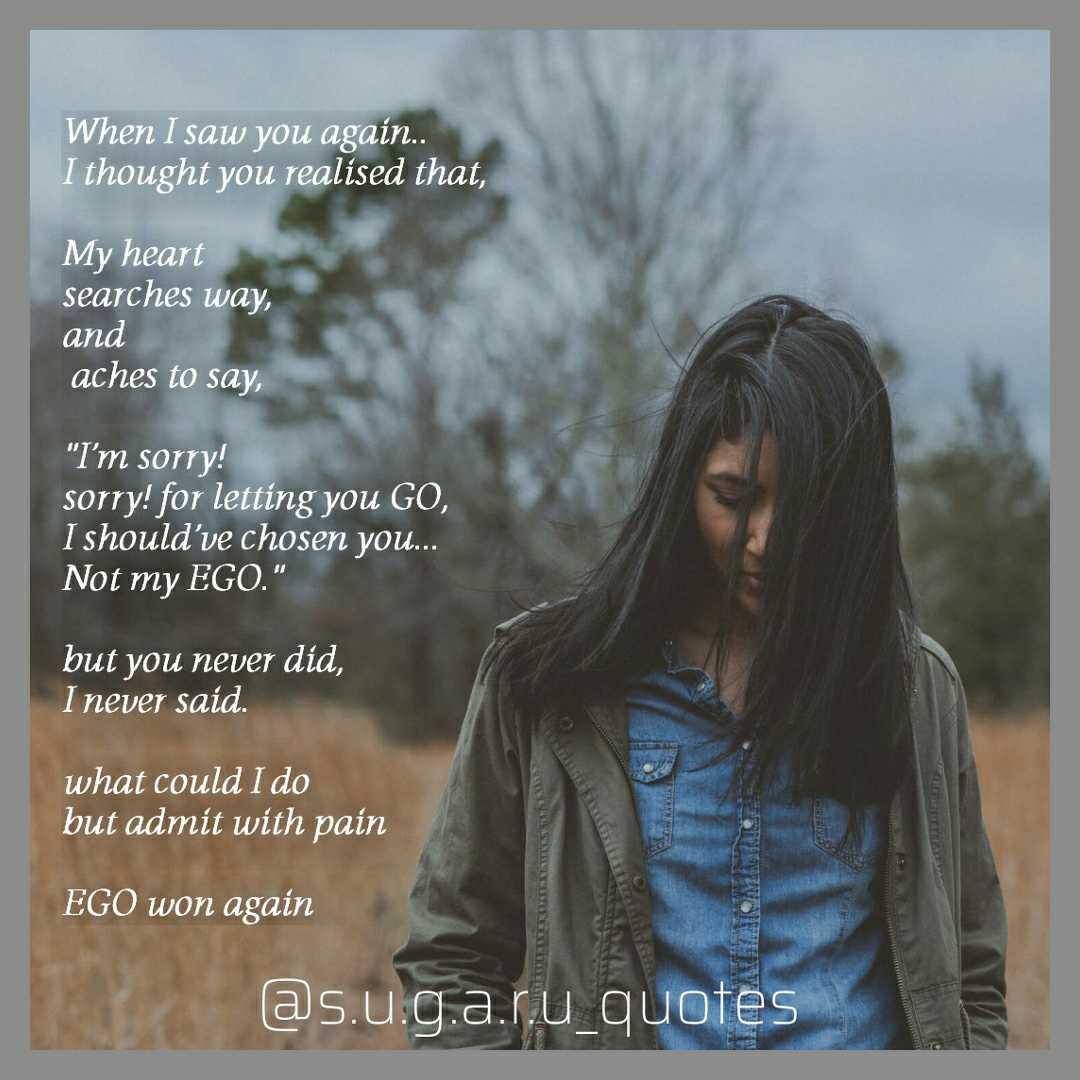 When I saw you again..
I thought you realised that,
My heart
searches way,
and
aches to say,
"I'm sorry!
sorry! for letting you GO,
I should've chosen you...
Not my EGO."
but you never did,
I never said.
what could I do
but admit with pain
EGO won again
@s.u.g.a.r.u_quotes